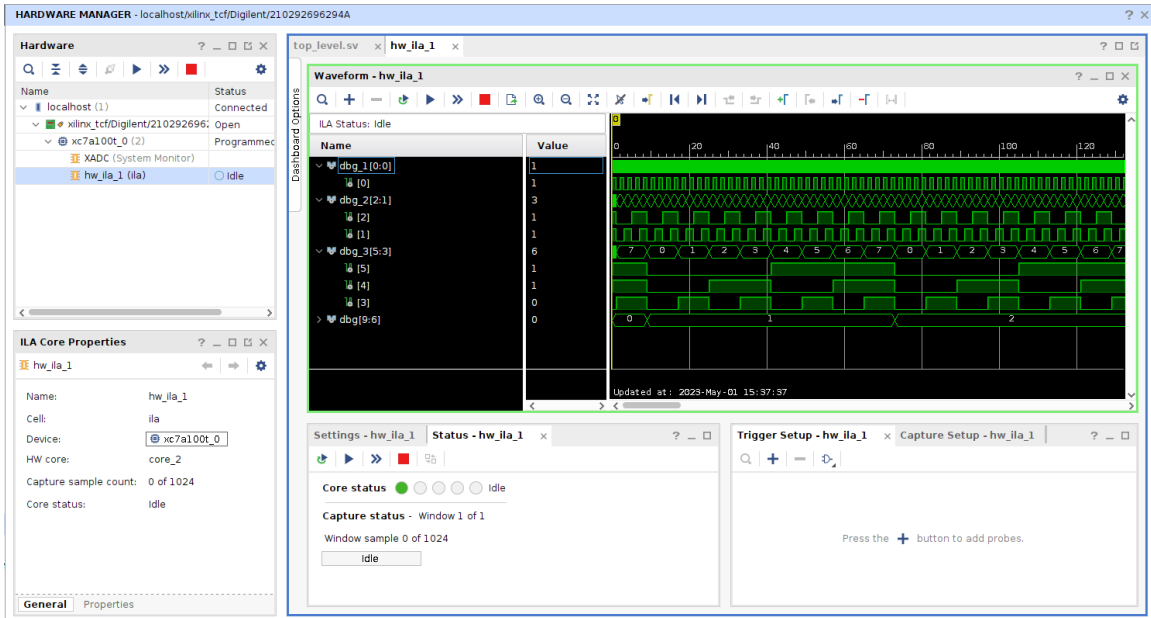 HARDWARE MANAGER - localhost/xilinx_tcf/Digilent/210292696294A
Hardware
Name Status
localhost (1) Connected
xilinx_tcf/Digilent/210292696 Open
xc7a100t_0 (2) Programmed
XADC (System Monitor)
hw_ila_1 (ila) Idle
ILA Core Properties
hw_ila_1
Name: hw_ila_1
Cell: ila
Device: xc7a100t_0
HW core: core_2
Capture sample count: 0 of 1024
Core status: Idle
General Properties
top_level.sv hw_ila_1
Dashboard Options
Waveform - hw_ila_1
ILA Status: Idle
Name Value
0
0 20 40 60 80 100 120
dbg_1[0:0] 1
[0] 1
dbg_2[2:1] 3
[2] 1
[1] 1
dbg_3[5:3] 6 7 0 1 2 3 4 5 6 7 0 1 2 3 4 5 6 7
[5] 1
[4] 1
[3] 0
dbg[9:6] 0 0 1 2
Updated at: 2023-May-01 15:37:37
Settings - hw_ila_1 Status - hw_ila_1
Core status Idle
Capture status - Window 1 of 1
Window sample 0 of 1024
Idle
Trigger Setup - hw_ila_1 Capture Setup - hw_ila_1
Press the + button to add probes.